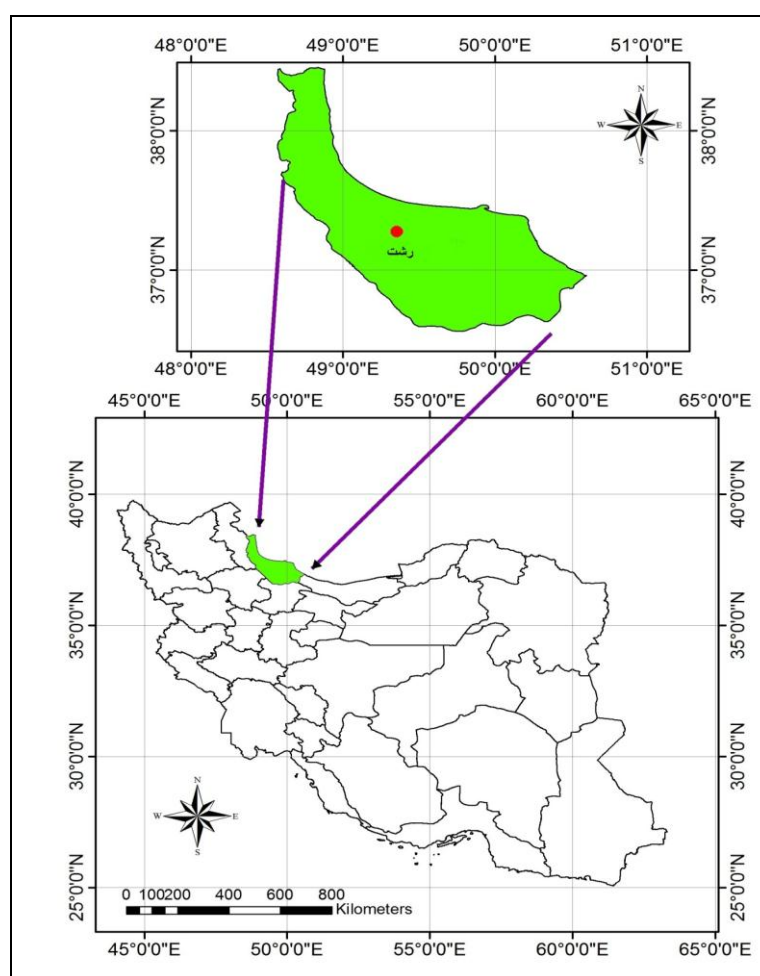 48°0'0"E 49°0'0"E 50°0'0"E 51°0'0"E
38°0'0"N
N
W E
S
38°0'0"N
37°0'0"N
رشت
37°0'0"N
48°0'0"E 49°0'0"E 50°0'0"E 51°0'0"E
45°0'0"E 50°0'0"E 55°0'0"E 60°0'0"E 65°0'0"E
40°0'0"N 40°0'0"N
35°0'0"N 35°0'0"N
30°0'0"N 30°0'0"N
N
W E
S
25°0'0"N 25°0'0"N
0 100200 400 600 800
Kilometers
45°0'0"E 50°0'0"E 55°0'0"E 60°0'0"E 65°0'0"E